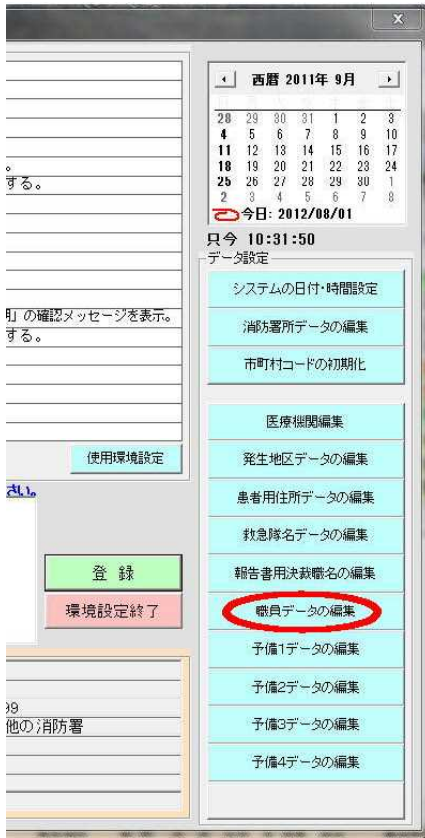 x
西暦 2011年 9月
28 29 30 31 1 2 3
4 5 6 7 8 9 10
11 12 13 14 15 16 17
18 19 20 21 22 23 24
25 26 27 28 29 30 1
2 3 4 5 6 7 8
今日: 2012/08/01
只今 10:31:50
。
する。
データ設定
システムの日付・時間設定
」の確認メッセージを表示。
する。
消防署所データの編集
市町村コードの初期化
医療機関編集
使用環境設定
発生地区データの編集
さい。
患者用住所データの編集
救急隊名データの編集
登 録
報告書用決裁職名の編集
環境設定終了
職員データの編集
予備1データの編集
予備2データの編集
99
他の消防署
予備3データの編集
予備4データの編集